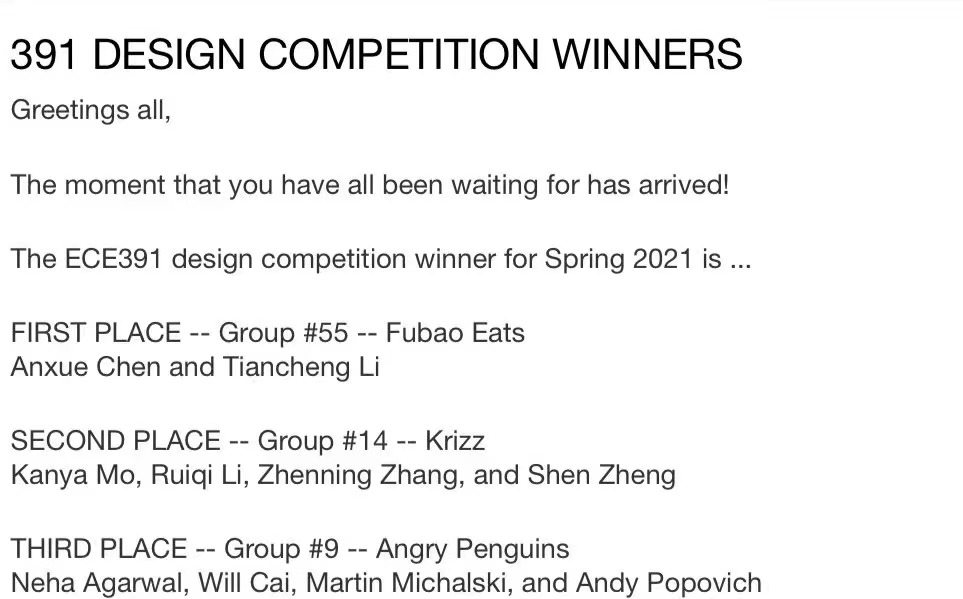 391 DESIGN COMPETITION WINNERS
Greetings all,
The moment that you have all been waiting for has arrived!
The ECE391 design competition winner for Spring 2021 is ...
FIRST PLACE -- Group #55 -- Fubao Eats
Anxue Chen and Tiancheng Li
SECOND PLACE -- Group #14 -- Krizz
Kanya Mo, Ruiqi Li, Zhenning Zhang, and Shen Zheng
THIRD PLACE -- Group #9 -- Angry Penguins
Neha Agarwal, Will Cai, Martin Michalski, and Andy Popovich